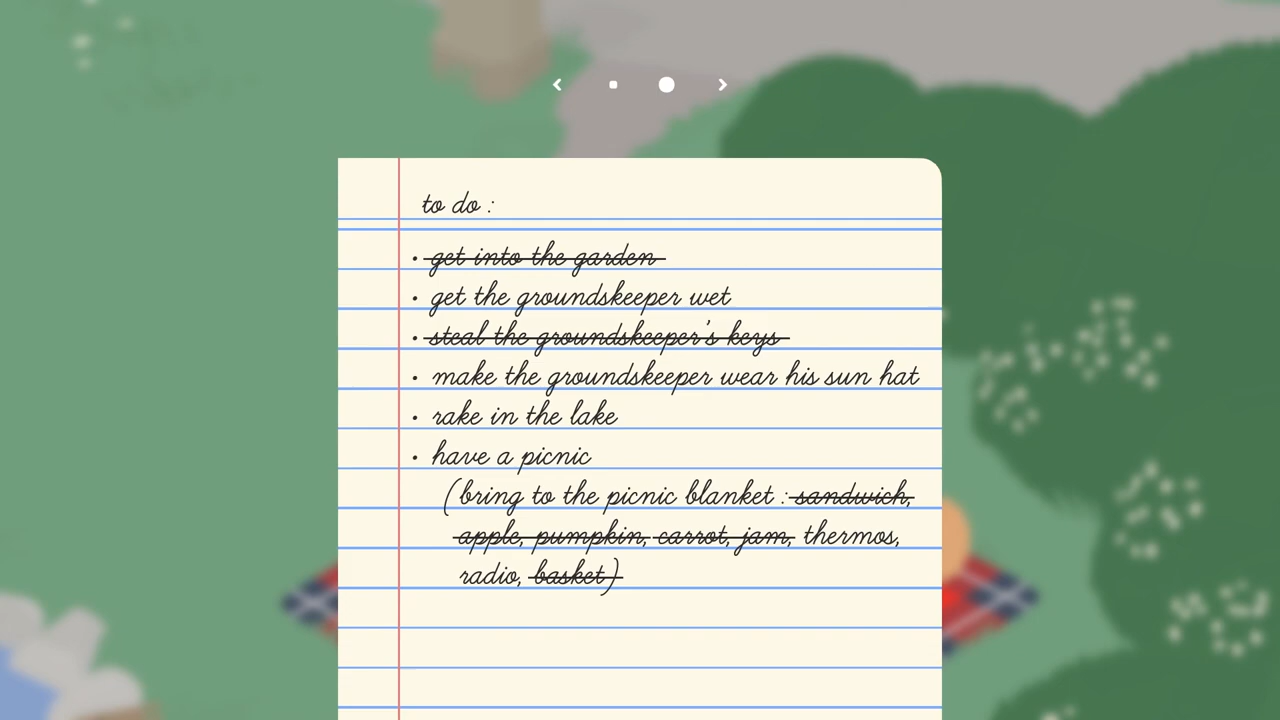 to do :
• get into the garden
• get the groundskeeper wet
• steal the groundskeeper's keys
• make the groundskeeper wear his sun hat
• rake in the lake
• have a picnic
(bring to the picnic blanket : sandwich,
apple, pumpkin, carrot, jam, thermos,
radio, basket)